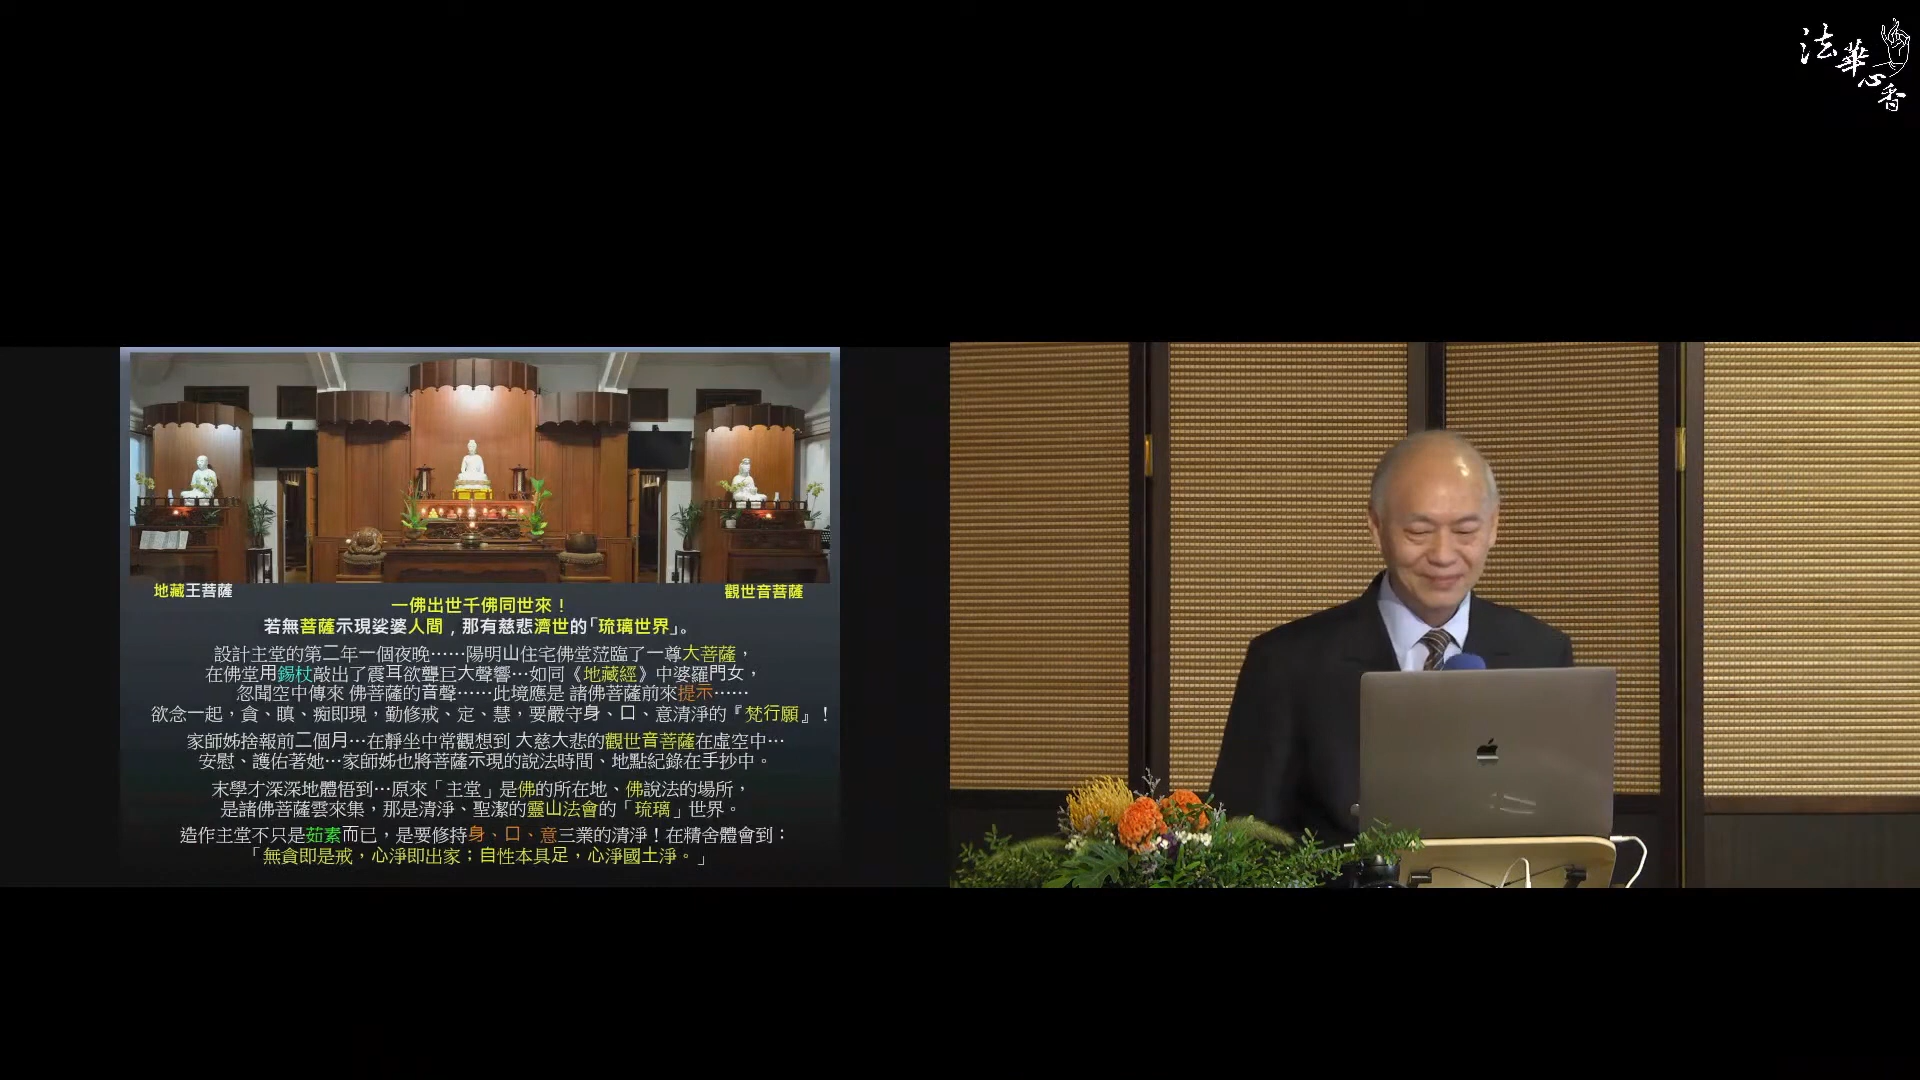 法華心香
地藏王菩薩
觀世音菩薩
一佛出世千佛同世來！
若無菩薩示現娑婆人間，那有慈悲濟世的「琉璃世界」。
設計主堂的第二年一個夜晚……陽明山住宅佛堂蒞臨了一尊大菩薩，
在佛堂用錫杖敲出了震耳欲聾巨大聲響…如同《地藏經》中婆羅門女，
忽聞空中傳來 佛菩薩的音聲……此境應是 諸佛菩薩前來提示……
欲念一起，貪、瞋、痴即現，勤修戒、定、慧，要嚴守身、口、意清淨的『梵行願』！
家師姊捨報前二個月…在靜坐中常觀想到 大慈大悲的觀世音菩薩在虛空中…
安慰、護佑著她…家師姊也將菩薩示現的說法時間、地點紀錄在手抄中。
末學才深深地體悟到…原來「主堂」是佛的所在地、佛說法的場所，
是諸佛菩薩雲來集，那是清淨、聖潔的靈山法會的「琉璃」世界。
造作主堂不只是茹素而已，是要修持身、口、意三業的清淨！在精舍體會到：
「無貪即是戒，心淨即出家；自性本具足，心淨國土淨。」